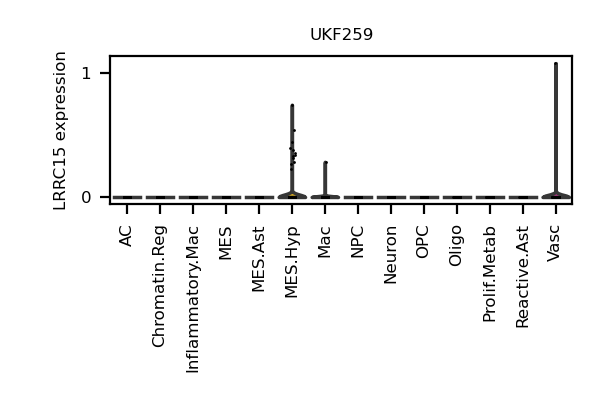 UKF259
LRRC15 expression
1
0
AC
Chromatin.Reg
Inflammatory.Mac
MES
MES.Ast
MES.Hyp
Mac
NPC
Neuron
OPC
Oligo
Prolif.Metab
Reactive.Ast
Vasc